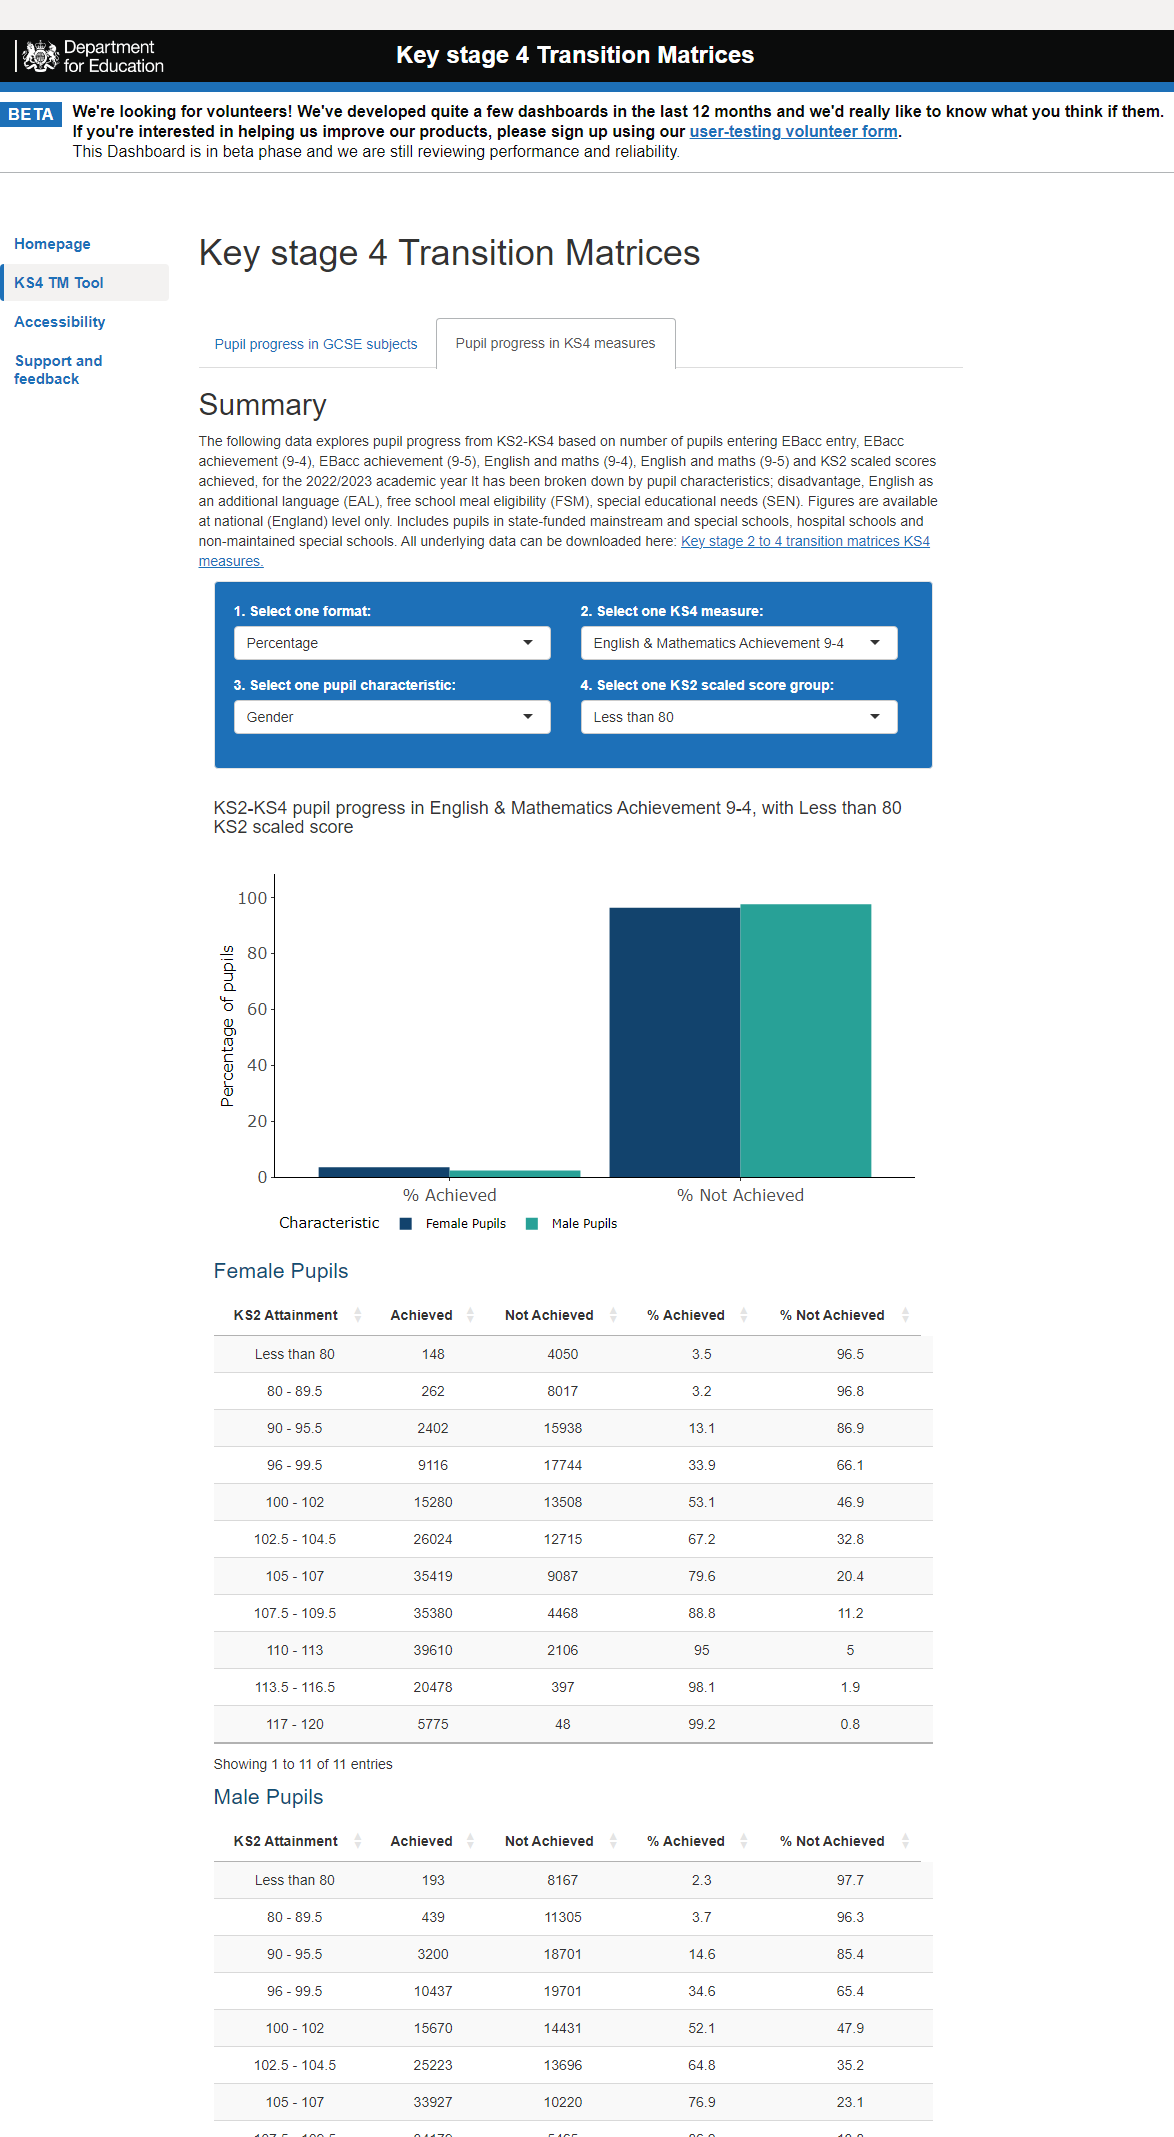 Department
for Education
Key stage 4 Transition Matrices
BETA
We're looking for volunteers! We've developed quite a few dashboards in the last 12 months and we'd really like to know what you think if them.
If you're interested in helping us improve our products, please sign up using our user-testing volunteer form.
This Dashboard is in beta phase and we are still reviewing performance and reliability.
Homepage
KS4 TM Tool
Accessibility
Support and
feedback
Key stage 4 Transition Matrices
Pupil progress in GCSE subjects
Pupil progress in KS4 measures
Summary
The following data explores pupil progress from KS2-KS4 based on number of pupils entering EBacc entry, EBacc
achievement (9-4), EBacc achievement (9-5), English and maths (9-4), English and maths (9-5) and KS2 scaled scores
achieved, for the 2022/2023 academic year It has been broken down by pupil characteristics; disadvantage, English as
an additional language (EAL), free school meal eligibility (FSM), special educational needs (SEN). Figures are available
at national (England) level only. Includes pupils in state-funded mainstream and special schools, hospital schools and
non-maintained special schools. All underlying data can be downloaded here: Key stage 2 to 4 transition matrices KS4
measures.
1. Select one format:
Percentage
2. Select one KS4 measure:
English & Mathematics Achievement 9-4
3. Select one pupil characteristic:
Gender
4. Select one KS2 scaled score group:
Less than 80
KS2-KS4 pupil progress in English & Mathematics Achievement 9-4, with Less than 80
KS2 scaled score
Percentage of pupils
100
80
60
40
20
0
% Achieved
% Not Achieved
Characteristic
Female Pupils
Male Pupils
Female Pupils
KS2 Attainment Achieved Not Achieved % Achieved % Not Achieved
Less than 80 148 4050 3.5 96.5
80 - 89.5 262 8017 3.2 96.8
90 - 95.5 2402 15938 13.1 86.9
96 - 99.5 9116 17744 33.9 66.1
100 - 102 15280 13508 53.1 46.9
102.5 - 104.5 26024 12715 67.2 32.8
105 - 107 35419 9087 79.6 20.4
107.5 - 109.5 35380 4468 88.8 11.2
110 - 113 39610 2106 95 5
113.5 - 116.5 20478 397 98.1 1.9
117 - 120 5775 48 99.2 0.8
Showing 1 to 11 of 11 entries
Male Pupils
KS2 Attainment Achieved Not Achieved % Achieved % Not Achieved
Less than 80 193 8167 2.3 97.7
80 - 89.5 439 11305 3.7 96.3
90 - 95.5 3200 18701 14.6 85.4
96 - 99.5 10437 19701 34.6 65.4
100 - 102 15670 14431 52.1 47.9
102.5 - 104.5 25223 13696 64.8 35.2
105 - 107 33927 10220 76.9 23.1